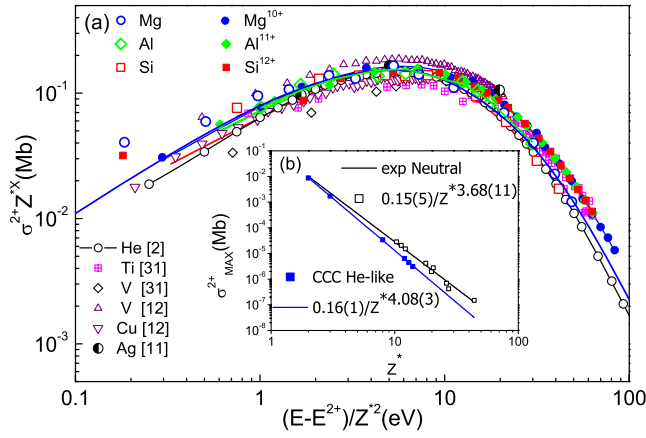 (a)
Mg
Al
Si
Mg10+
Al11+
Si12+
10-1
10-2
10-3
σ2+Z*X(Mb)
He [2]
Ti [31]
V [31]
V [12]
Cu [12]
Ag [11]
(b)
exp Neutral
0.15(5)/Z*3.68(11)
CCC He-like
0.16(1)/Z*4.08(3)
10-1
10-2
10-3
10-4
10-5
10-6
10-7
10-8
σ2+MAX(Mb)
1 10 100
Z*
0.1 1 10 100
(E-E2+)/Z*2(eV)